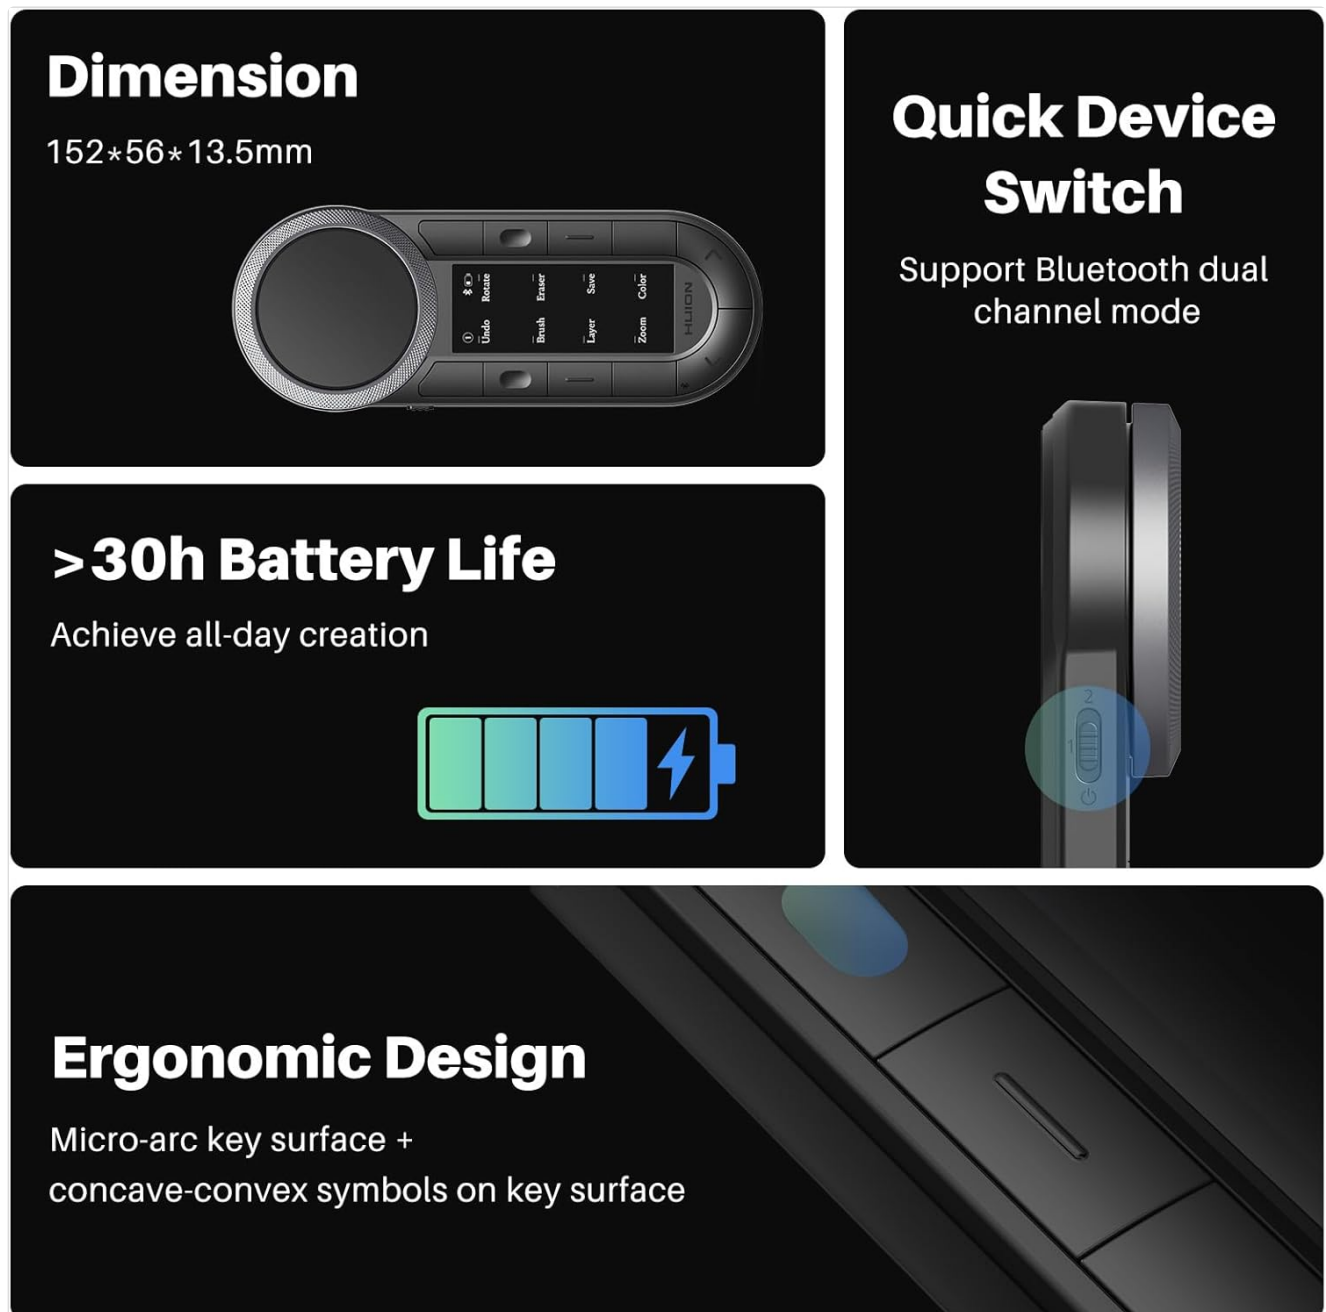 Dimension
152*56*13.5mm
Rotate
Eraser
Save
Color
Undo
Brush
Layer
Zoom
HUION
Quick Device
Switch
Support Bluetooth dual
channel mode
2
1
>30h Battery Life
Achieve all-day creation
Ergonomic Design
Micro-arc key surface +
concave-convex symbols on key surface